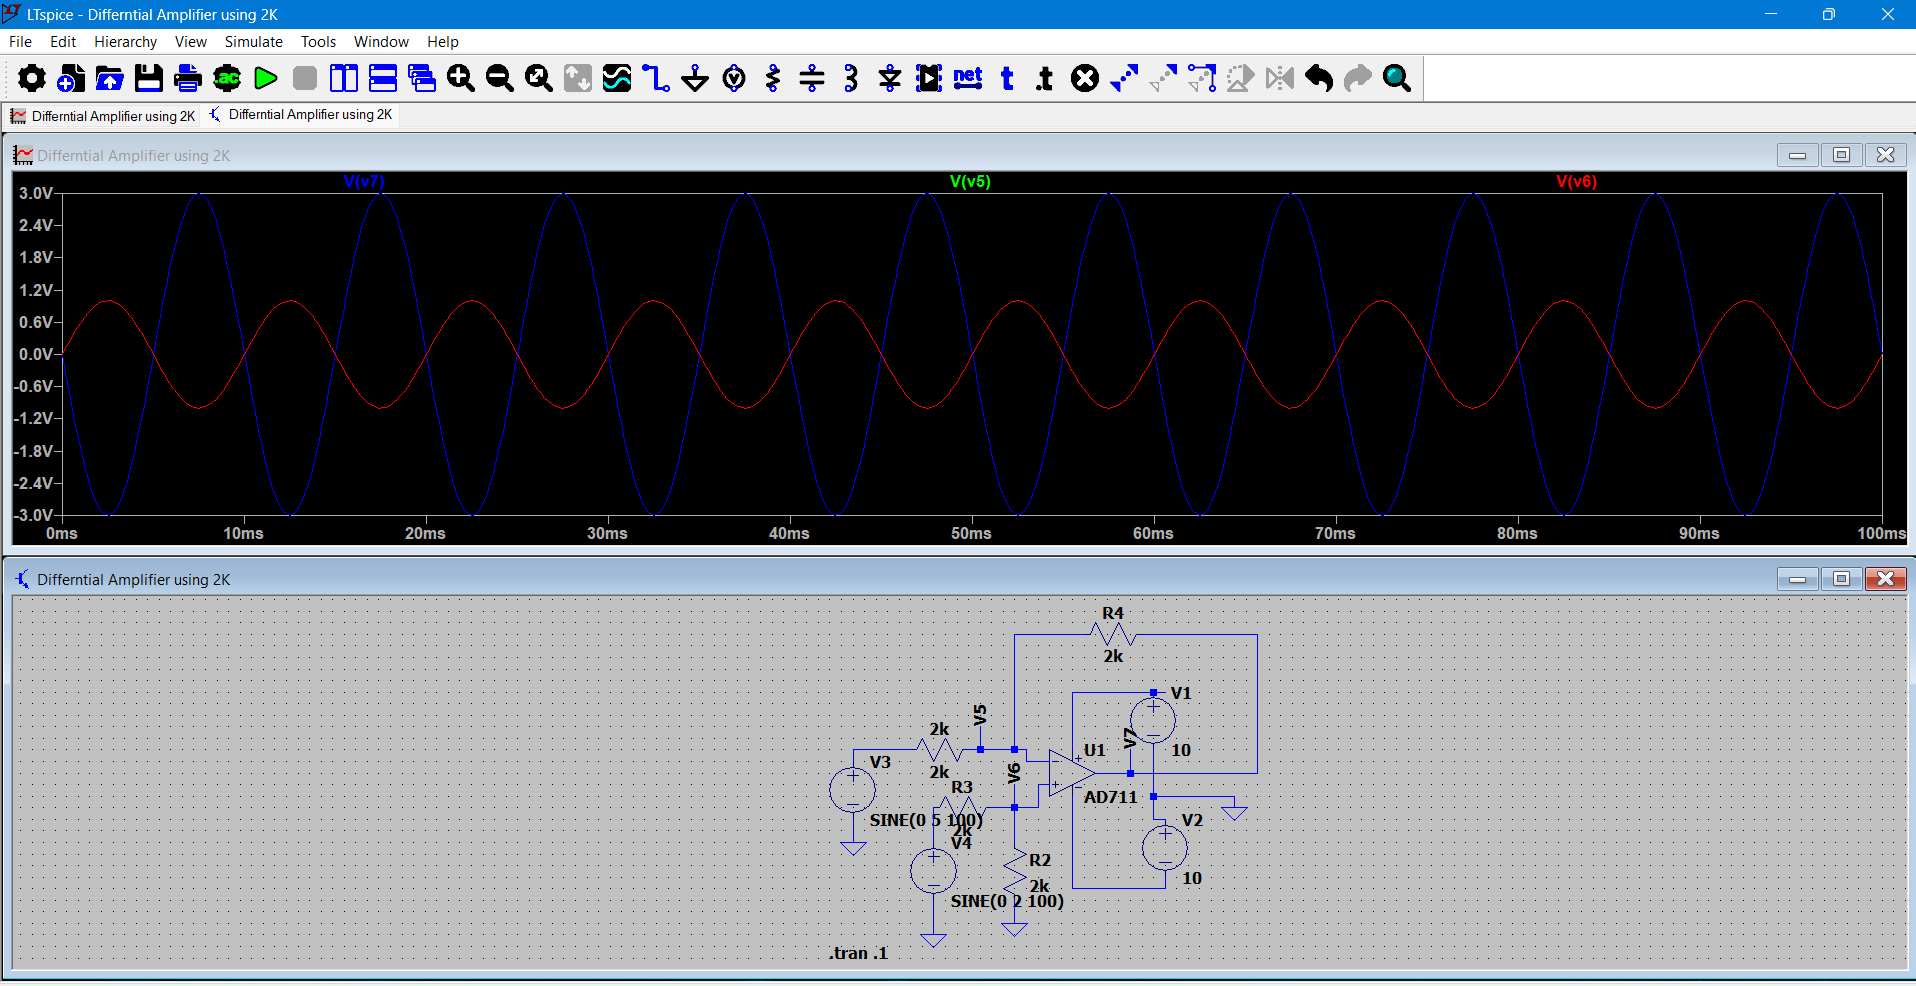 LTspice - Differntial Amplifier using 2K
File Edit Hierarchy View Simulate Tools Window Help
.ac net t .t
Differntial Amplifier using 2K Differntial Amplifier using 2K
Differntial Amplifier using 2K
V(v7) V(v5) V(v6)
3.0V
2.4V
1.8V
1.2V
0.6V
0.0V
-0.6V
-1.2V
-1.8V
-2.4V
-3.0V
0ms 10ms 20ms 30ms 40ms 50ms 60ms 70ms 80ms 90ms 100ms
Differntial Amplifier using 2K
R4
2k
V1
10
V5
V7
2k
2k
V3
SINE(0 5 100)
V6
U1
AD711
R3
2k
V4
SINE(0 2 100)
R2
2k
V2
10
.tran .1